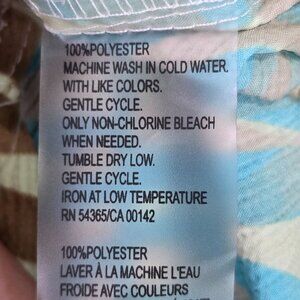 100%POLYESTER
MACHINE WASH IN COLD WATER.
WITH LIKE COLORS.
GENTLE CYCLE.
ONLY NON-CHLORINE BLEACH
WHEN NEEDED.
TUMBLE DRY LOW.
GENTLE CYCLE.
IRON AT LOW TEMPERATURE
RN 54365/CA 00142
100%POLYESTER
LAVER À LA MACHINE L'EAU
FROIDE AVEC COULEURS